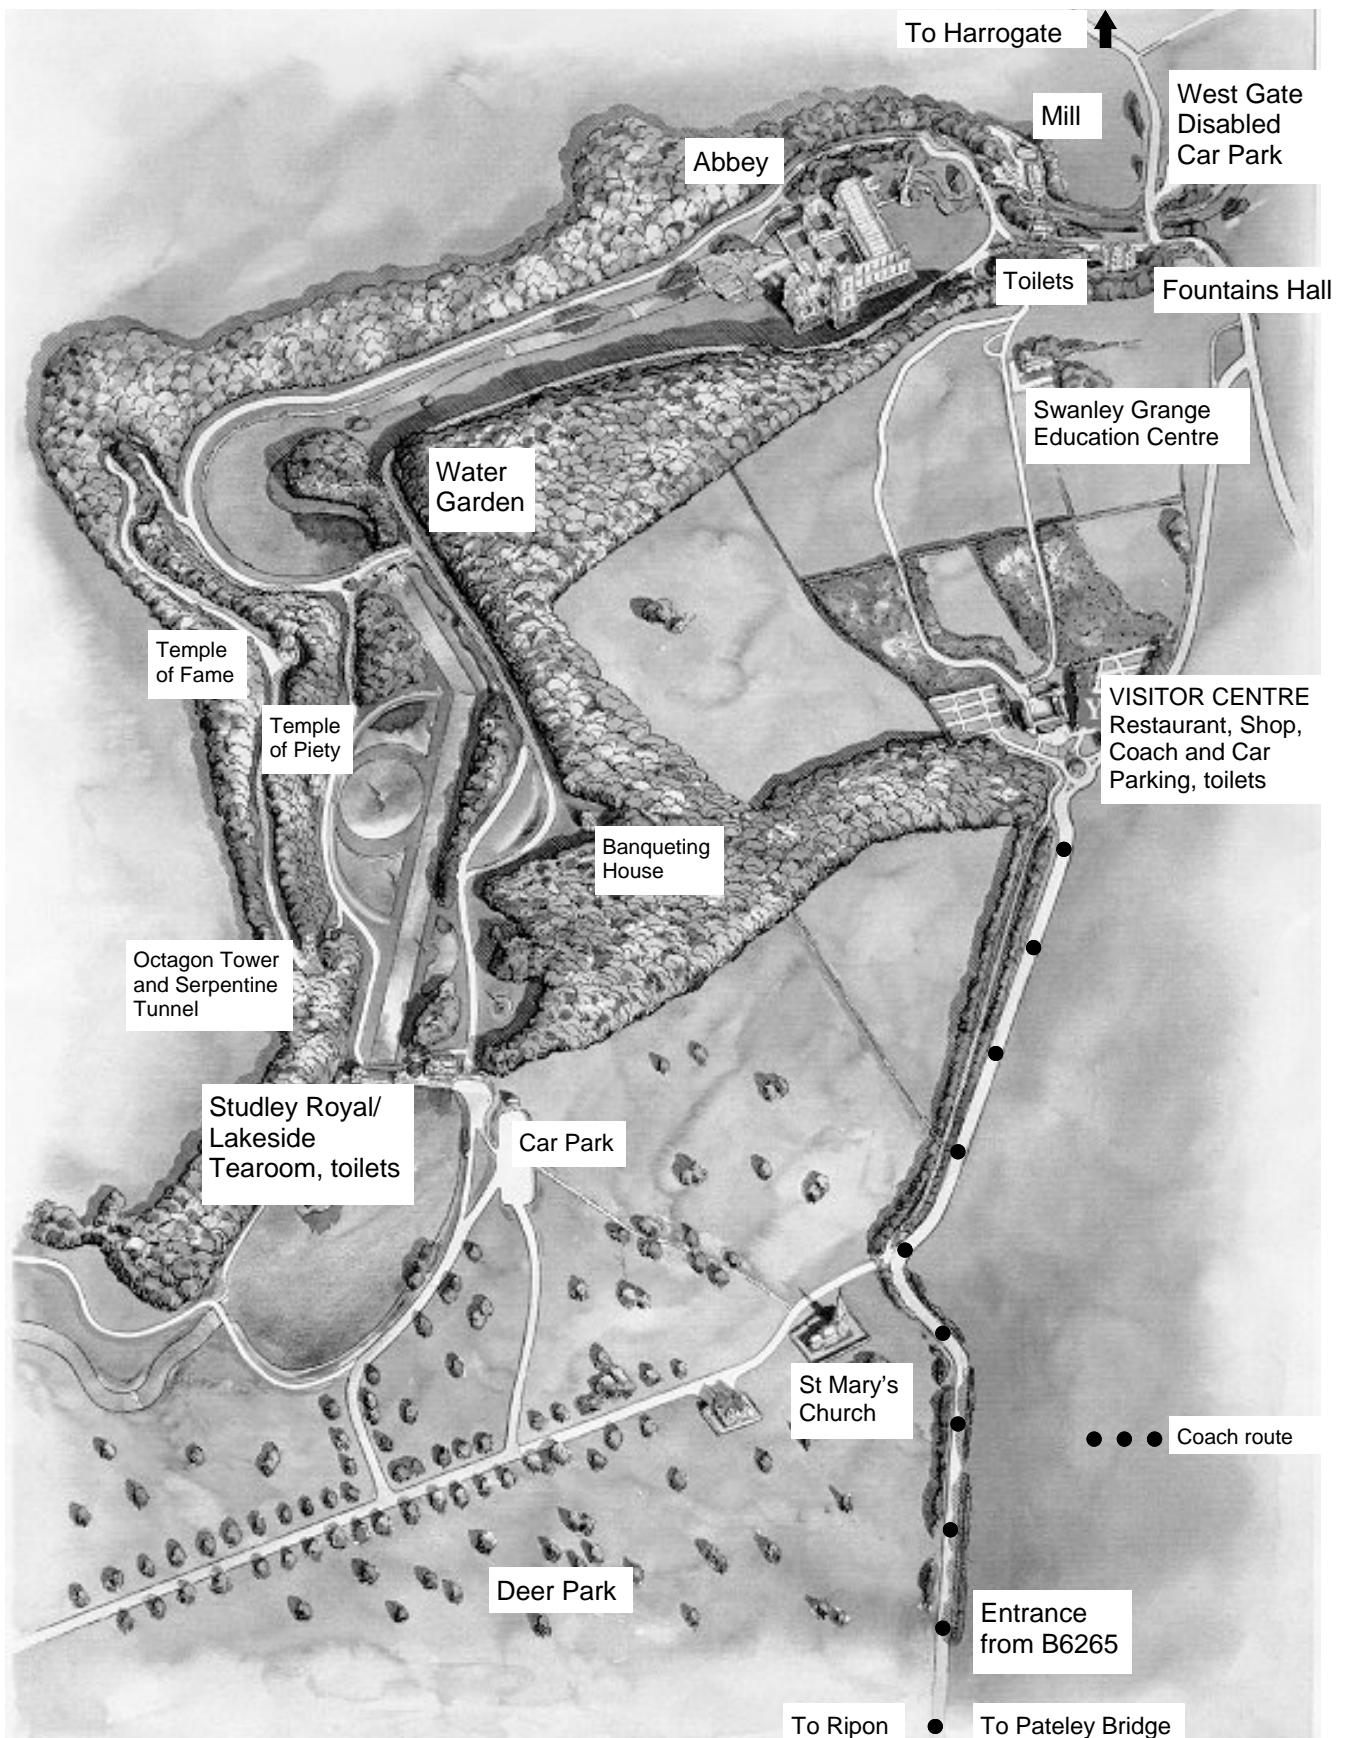 To Harrogate
West Gate
Disabled
Car Park
Mill
Abbey
Toilets
Fountains Hall
Swanley Grange
Education Centre
Water
Garden
Temple
of Fame
Temple
of Piety
VISITOR CENTRE
Restaurant, Shop,
Coach and Car
Parking, toilets
Banqueting
House
Octagon Tower
and Serpentine
Tunnel
Studley Royal/
Lakeside
Tearoom, toilets
Car Park
St Mary's
Church
Coach route
Deer Park
Entrance
from B6265
To Ripon
To Pateley Bridge